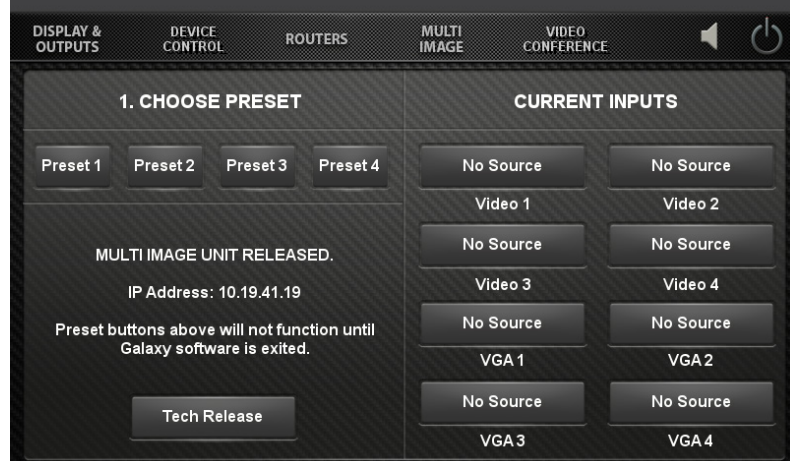 DISPLAY &
OUTPUTS
DEVICE
CONTROL
ROUTERS
MULTI
IMAGE
VIDEO
CONFERENCE
1. CHOOSE PRESET
Preset 1
Preset 2
Preset 3
Preset 4
MULTI IMAGE UNIT RELEASED.
IP Address: 10.19.41.19
Preset buttons above will not function until
Galaxy software is exited.
Tech Release
CURRENT INPUTS
No Source
No Source
Video 1
Video 2
No Source
No Source
Video 3
Video 4
No Source
No Source
VGA 1
VGA 2
No Source
No Source
VGA 3
VGA 4